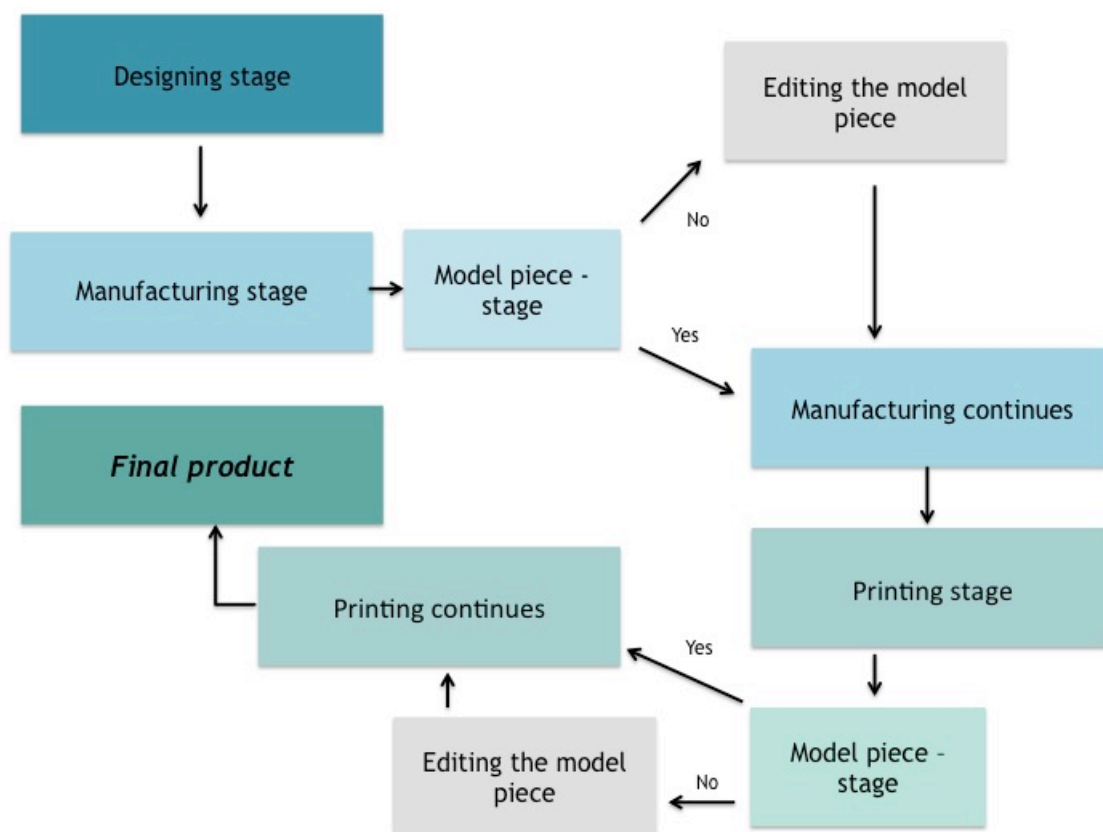 Designing stage
Editing the model
piece
No
Manufacturing stage
Model piece -
stage
Yes
Manufacturing continues
Final product
Printing stage
Printing continues
Yes
Model piece –
stage
Editing the model
piece
No